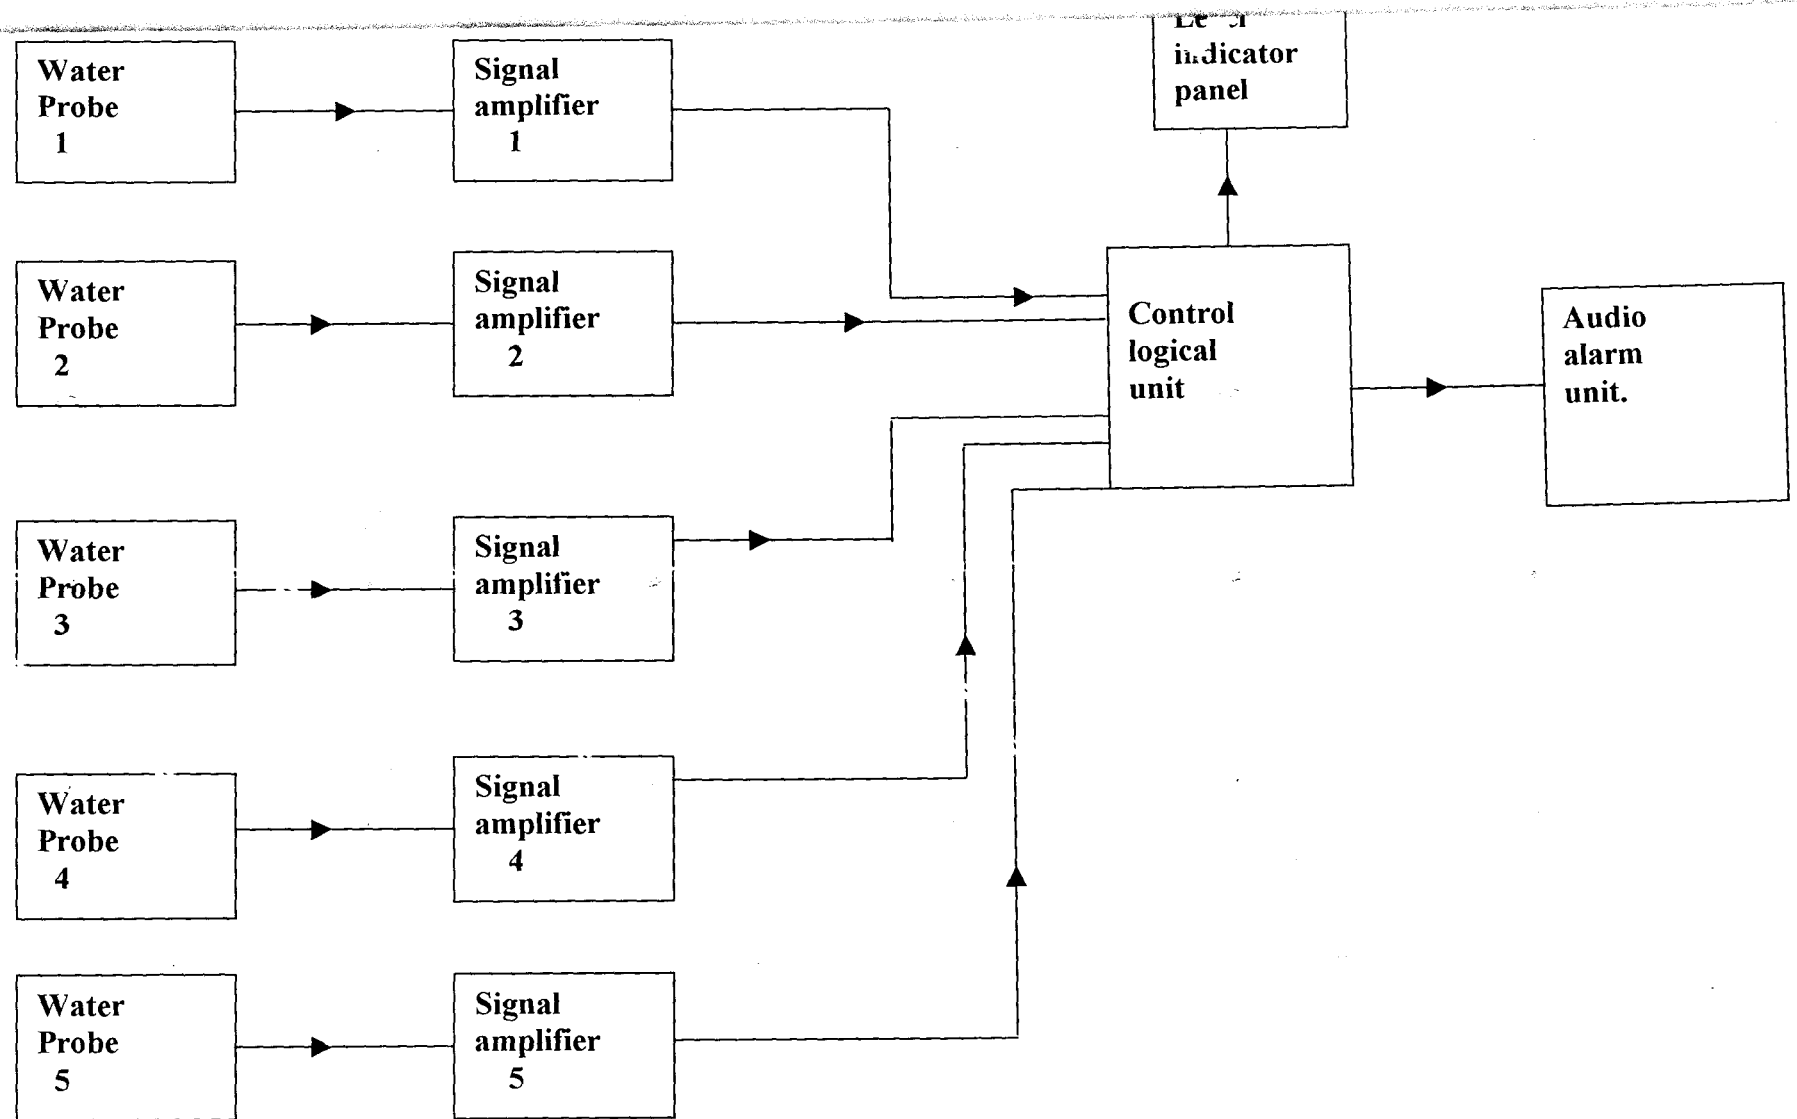 Water
Probe
1
Signal
amplifier
1
indicator
panel
Water
Probe
2
Signal
amplifier
2
Control
logical
unit
Audio
alarm
unit.
Water
Probe
3
Signal
amplifier
3
Water
Probe
4
Signal
amplifier
4
Water
Probe
5
Signal
amplifier
5